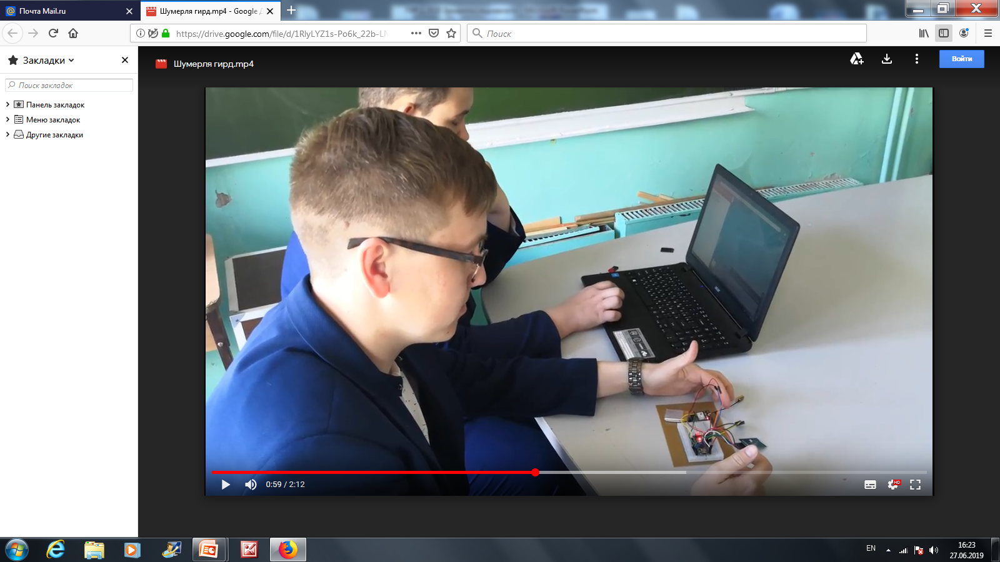 Почта Mail.ru
Шумерля гирд.mp4 - Google Д
https://drive.google.com/file/d/1RlyLYZ1s-Po6k_22b-LN
Поиск
Закладки
Поиск закладок
Панель закладок
Меню закладок
Другие закладки
Шумерля гирд.mp4
Войти
0:59 / 2:12
HD
EN
16:23
27.06.2019